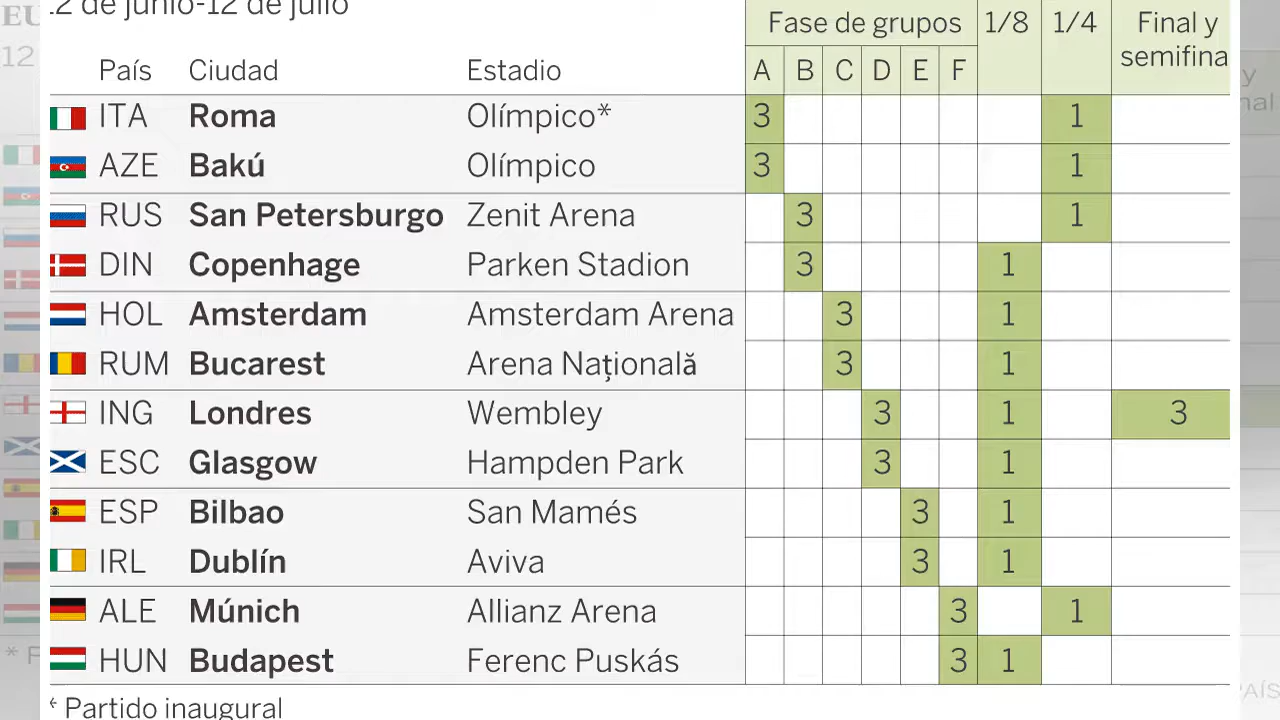 12 de junio-12 de julio
Fase de grupos 1/8 1/4 Final y
semifina
País Ciudad Estadio A B C D E F
ITA Roma Olímpico* 3 1
AZE Bakú Olímpico 3 1
RUS San Petersburgo Zenit Arena 3 1
DIN Copenhage Parken Stadion 3 1
HOL Amsterdam Amsterdam Arena 3 1
RUM Bucarest Arena Națională 3 1
ING Londres Wembley 3 1 3
ESC Glasgow Hampden Park 3 1
ESP Bilbao San Mamés 3 1
IRL Dublín Aviva 3 1
ALE Múnich Allianz Arena 3 1
HUN Budapest Ferenc Puskás 3 1
* Partido inaugural